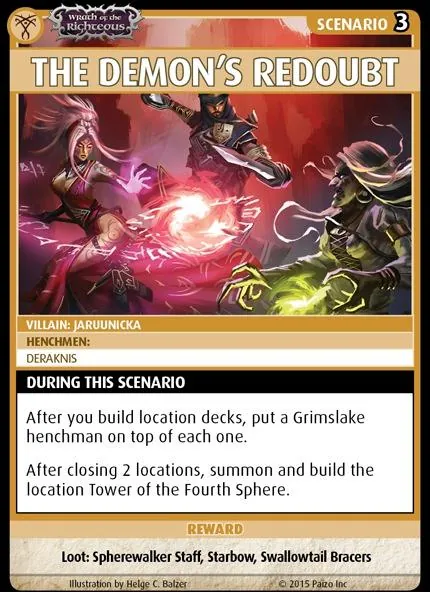 Wrath of the
Righteous
SCENARIO 3
THE DEMON'S REDOUBT
VILLAIN: JARUUNICKA
HENCHMEN:
DERAKNIS
DURING THIS SCENARIO
After you build location decks, put a Grimslake
henchman on top of each one.
After closing 2 locations, summon and build the
location Tower of the Fourth Sphere.
REWARD
Loot: Spherewalker Staff, Starbow, Swallowtail Bracers
Illustration by Helge C. Balzer
© 2015 Paizo Inc